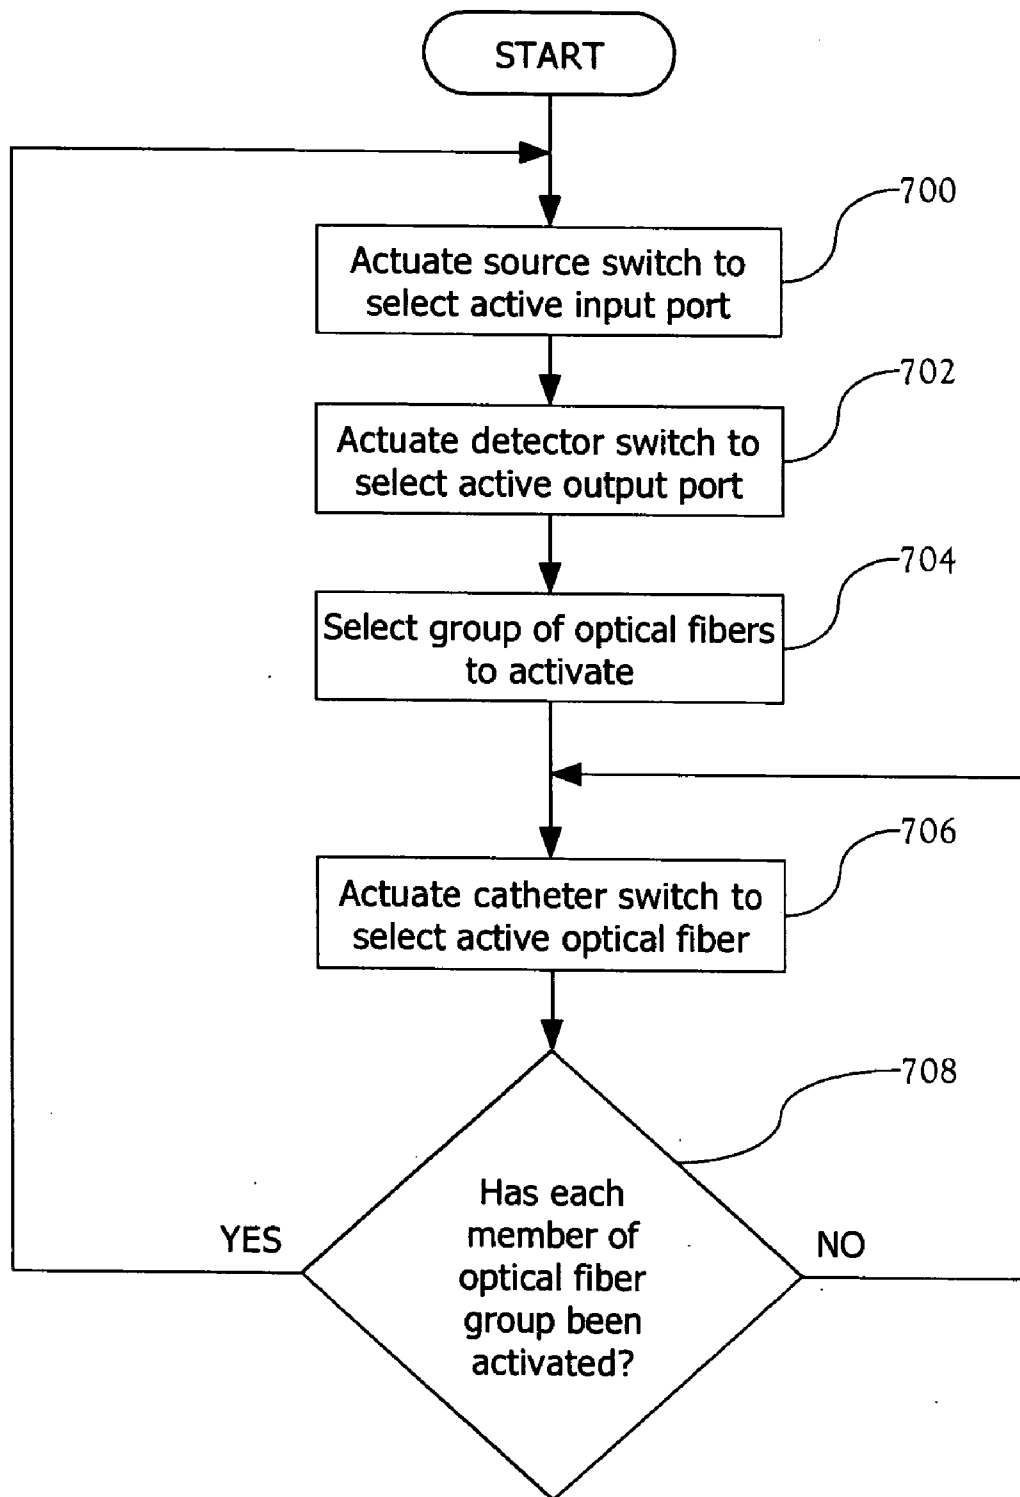 START
700
Actuate source switch to
select active input port
702
Actuate detector switch to
select active output port
704
Select group of optical fibers
to activate
706
Actuate catheter switch to
select active optical fiber
708
Has each
member of
optical fiber
group been
activated?
YES
NO